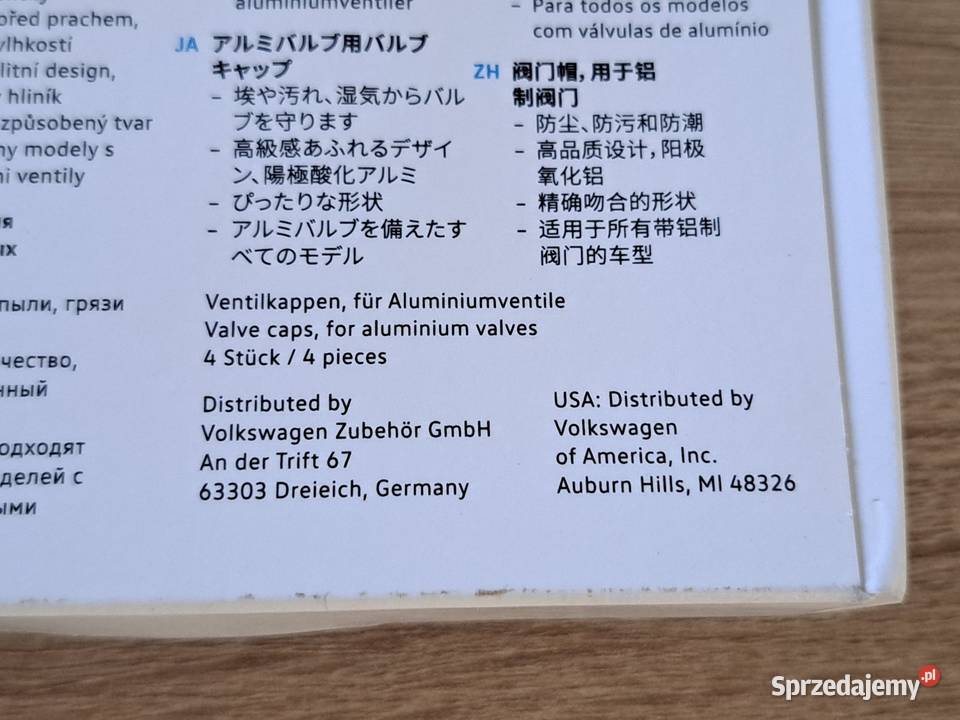 před prachem,
vlhkostí
litní design,
hliník
způsobený tvar
ny modely s
ni ventily
ия
ых
пыли, грязи
чество,
нный
одходят
делей с
ыми
aluminiumventiler
JA アルミバルブ用バルブ
キャップ
– 埃や汚れ、湿気からバル
ブを守ります
– 高級感あふれるデザイ
ン、陽極酸化アルミ
– ぴったりな形状
– アルミバルブを備えたす
べてのモデル
– Para todos os modelos
com válvulas de alumínio
ZH 阀门帽，用于铝
制阀门
– 防尘、防污和防潮
– 高品质设计，阳极
氧化铝
– 精确吻合的形状
– 适用于所有带铝制
阀门的车型
Ventilkappen, für Aluminiumventile
Valve caps, for aluminium valves
4 Stück / 4 pieces
Distributed by
Volkswagen Zubehör GmbH
An der Trift 67
63303 Dreieich, Germany
USA: Distributed by
Volkswagen
of America, Inc.
Auburn Hills, MI 48326
Sprzedajemy.pl